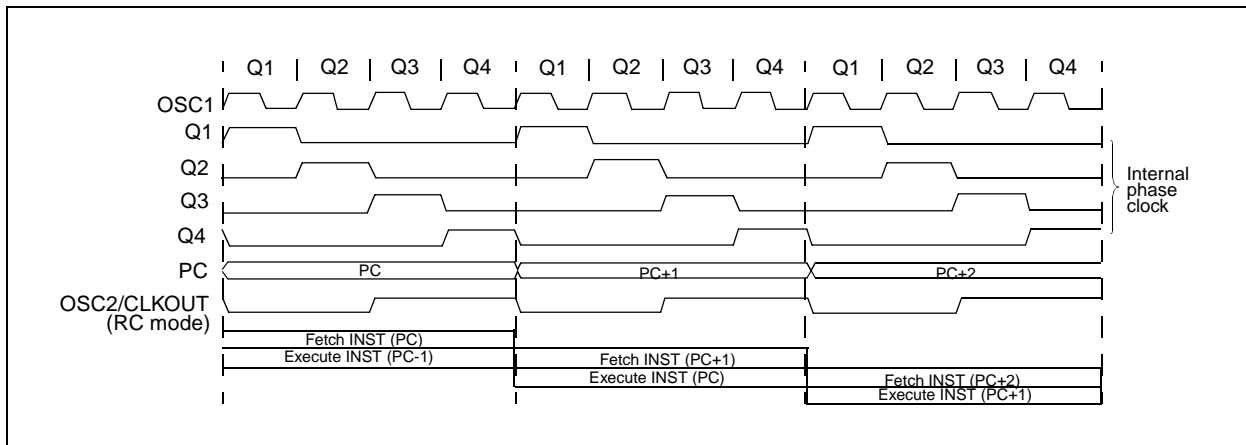 Q1 Q2 Q3 Q4 Q1 Q2 Q3 Q4 Q1 Q2 Q3 Q4
OSC1
Q1
Q2
Q3
Q4
PC
OSC2/CLKOUT
(RC mode)
PC
PC+1
PC+2
Internal
phase
clock
Fetch INST (PC)
Execute INST (PC-1)
Fetch INST (PC+1)
Execute INST (PC)
Fetch INST (PC+2)
Execute INST (PC+1)